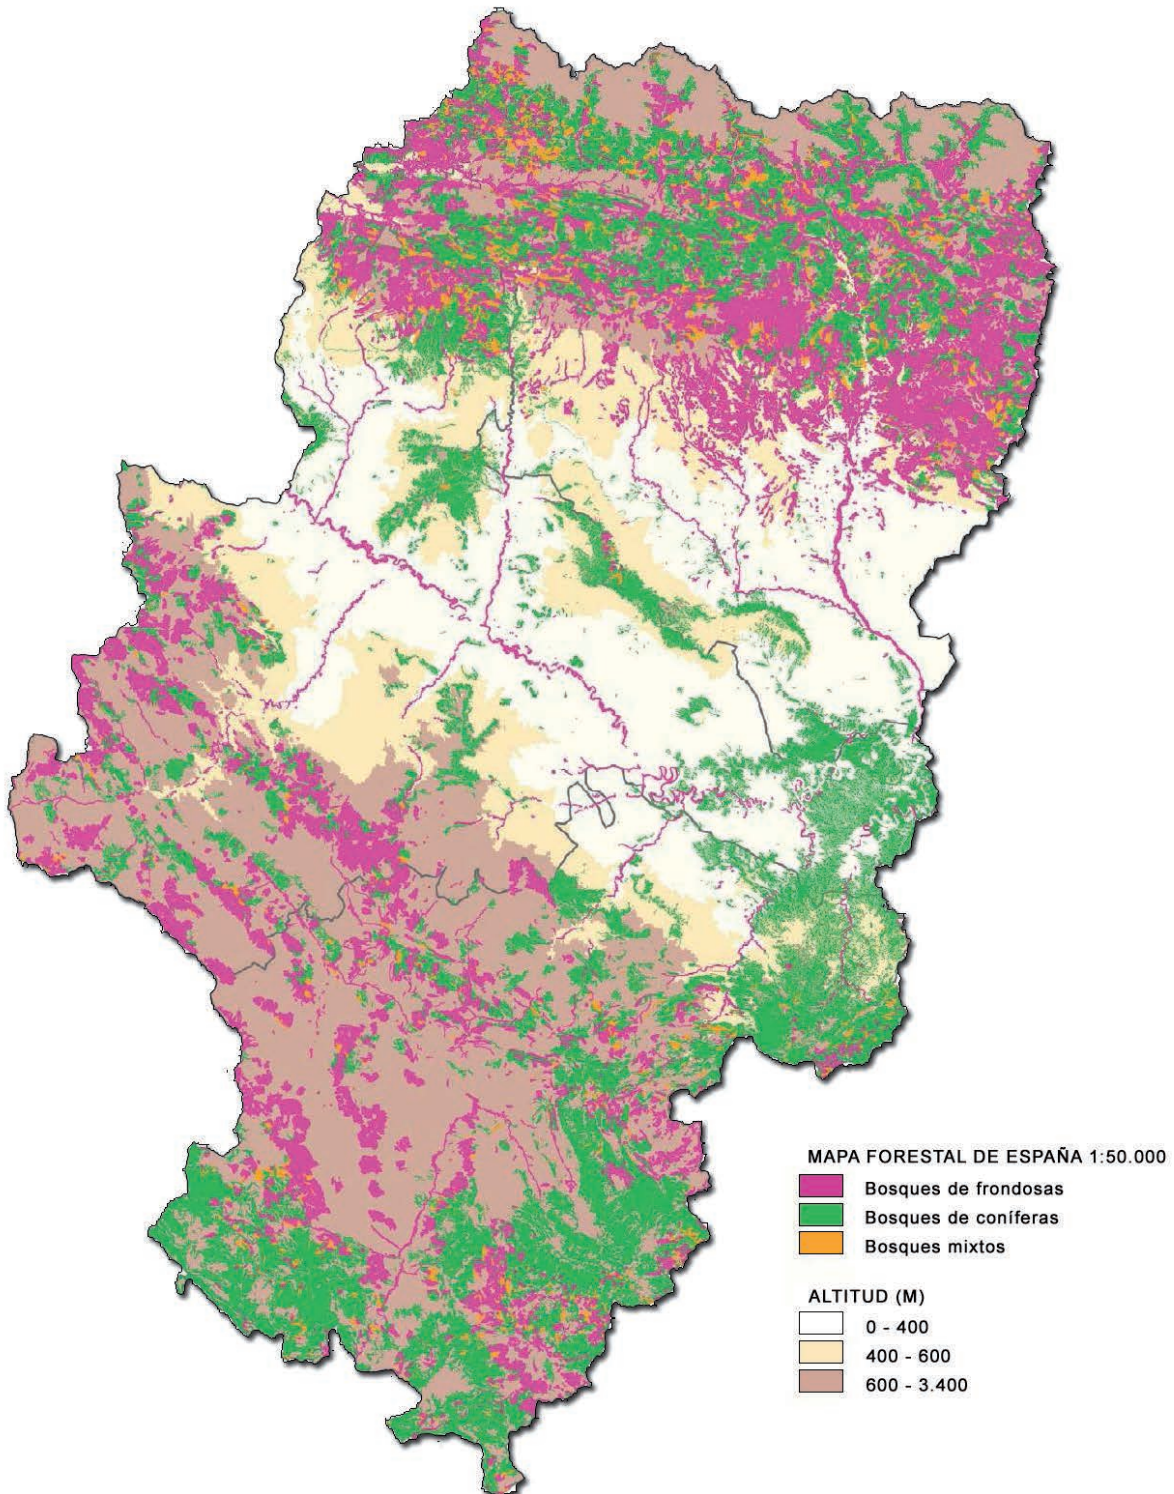 MAPA FORESTAL DE ESPAÑA 1:50.000
Bosques de frondosas
Bosques de coníferas
Bosques mixtos
ALTITUD (M)
0 - 400
400 - 600
600 - 3.400